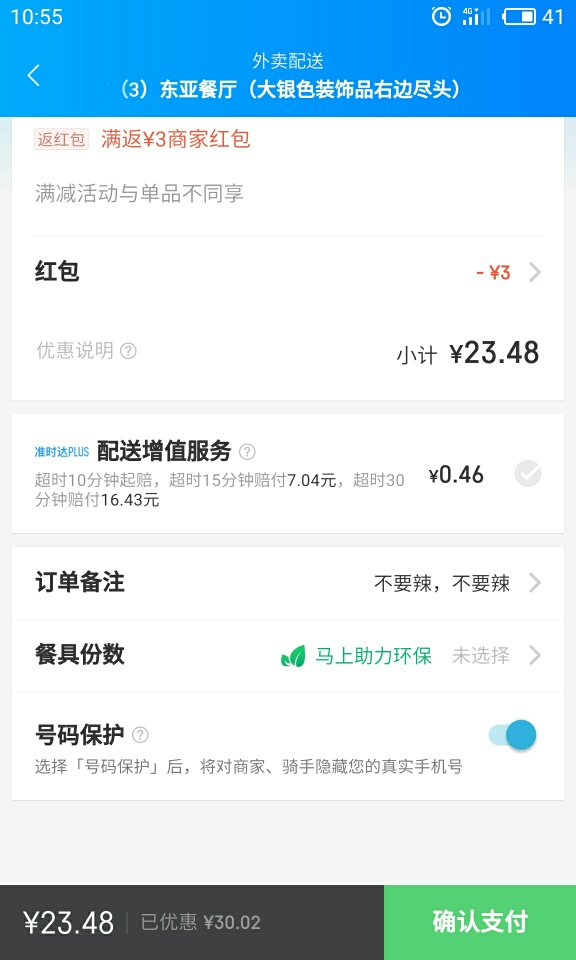 10:55
4G
41
外卖配送
（3）东亚餐厅（大银色装饰品右边尽头）
返红包 满返¥3商家红包
满减活动与单品不同享
红包 - ¥3
优惠说明 ? 小计 ¥23.48
准时达PLUS 配送增值服务 ?
超时10分钟起赔，超时15分钟赔付7.04元，超时30
分钟赔付16.43元
¥0.46
订单备注 不要辣，不要辣
餐具份数 马上助力环保 未选择
号码保护 ?
选择「号码保护」后，将对商家、骑手隐藏您的真实手机号
¥23.48 已优惠 ¥30.02 确认支付